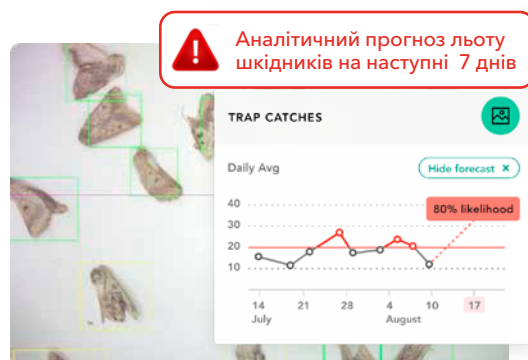 Аналітичний прогноз льоту
шкідників на наступні 7 днів
TRAP CATCHES
Daily Avg
Hide forecast ×
80% likelihood
40
30
20
10
14 21 28 4 10 17
July August